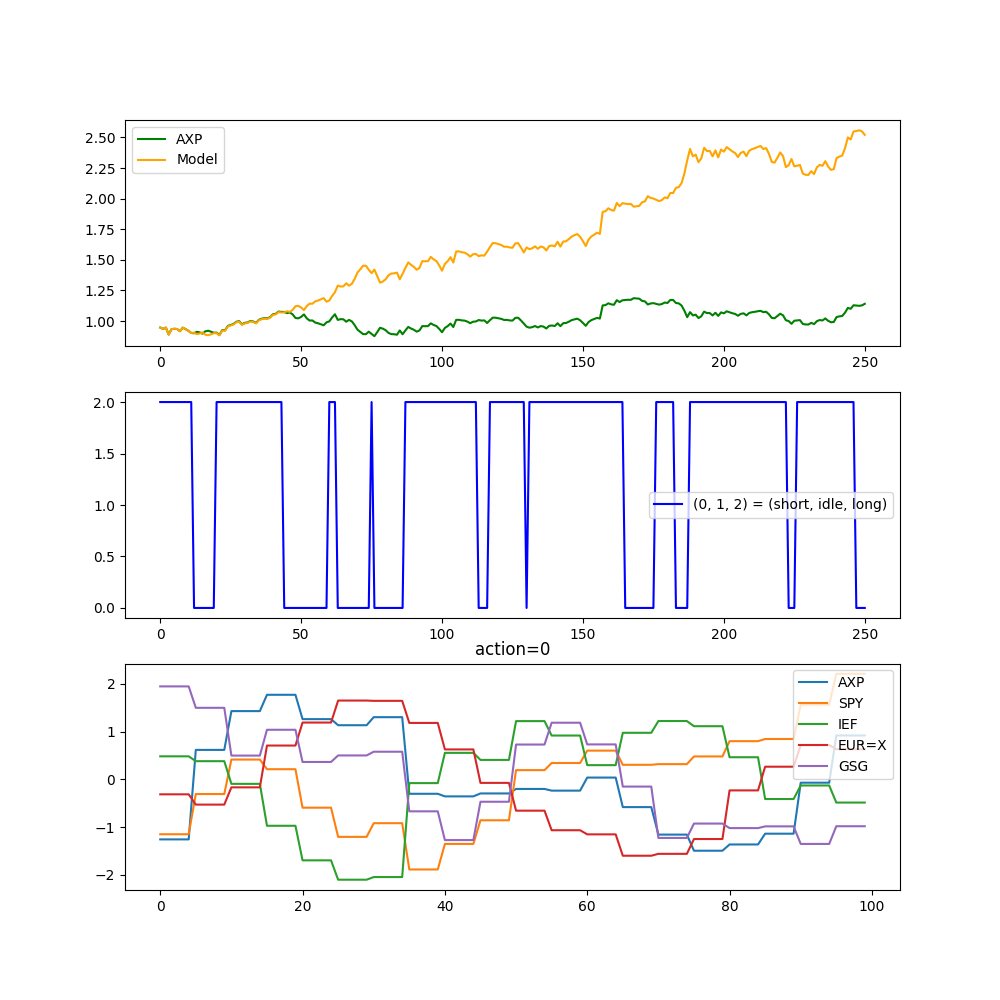 2.50
2.25
2.00
1.75
1.50
1.25
1.00
AXP
Model
0 50 100 150 200 250
2.0
1.5
1.0
0.5
0.0
(0, 1, 2) = (short, idle, long)
0 50 100 150 200 250
action=0
2
1
0
−1
−2
AXP
SPY
IEF
EUR=X
GSG
0 20 40 60 80 100